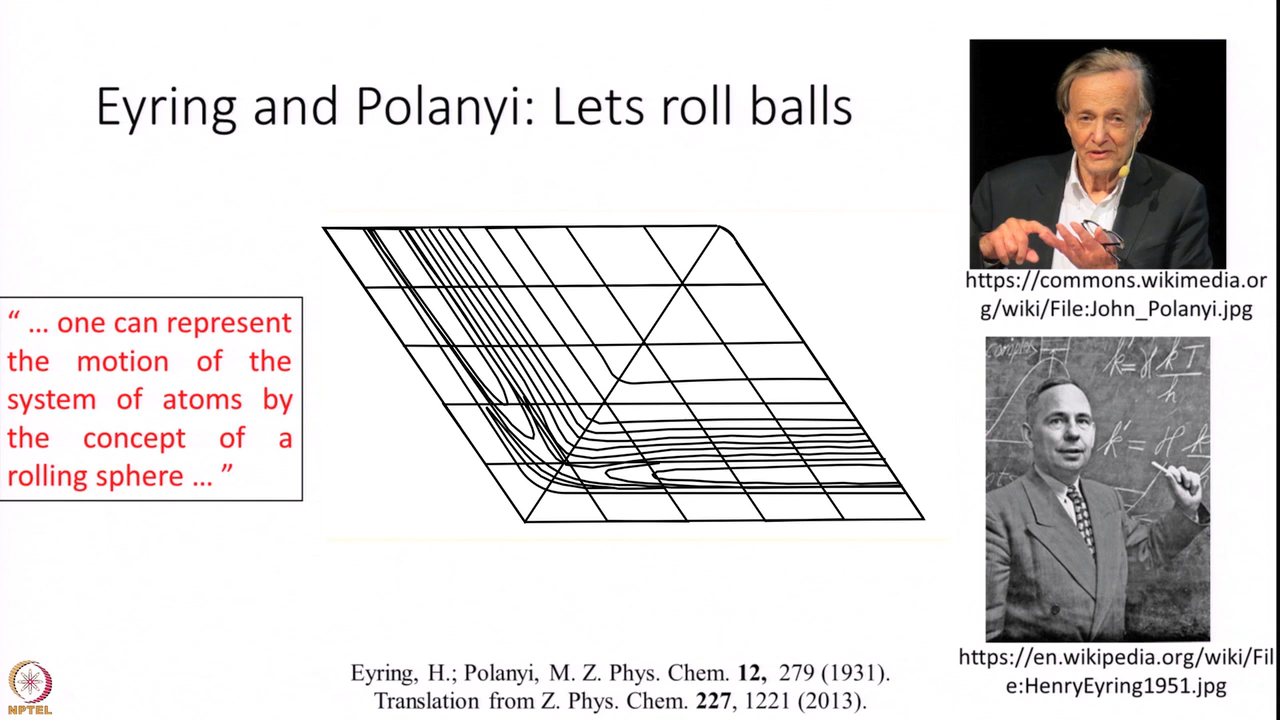 Eyring and Polanyi: Lets roll balls
“ ... one can represent
the motion of the
system of atoms by
the concept of a
rolling sphere ... ”
https://commons.wikimedia.or
g/wiki/File:John_Polanyi.jpg
k = k T
h
k' =
https://en.wikipedia.org/wiki/Fil
e:HenryEyring1951.jpg
Eyring, H.; Polanyi, M. Z. Phys. Chem. 12, 279 (1931).
Translation from Z. Phys. Chem. 227, 1221 (2013).
NPTEL